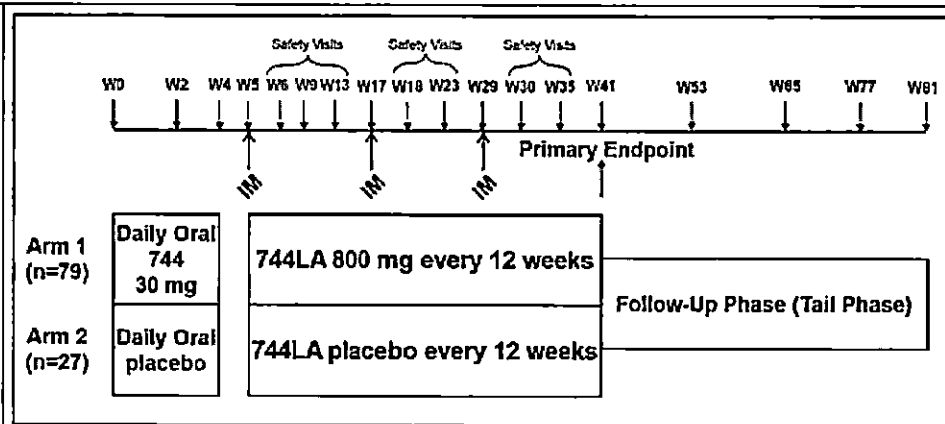 Safety Visits Safety Visits Safety Visits
W0 W2 W4 W5 W6 W9 W13 W17 W18 W23 W29 W30 W35 W41 W53 W65 W77 W81
Primary Endpoint
IM IM IM
Arm 1
(n=79)
Daily Oral
744
30 mg
744LA 800 mg every 12 weeks
Arm 2
(n=27)
Daily Oral
placebo
744LA placebo every 12 weeks
Follow-Up Phase (Tail Phase)